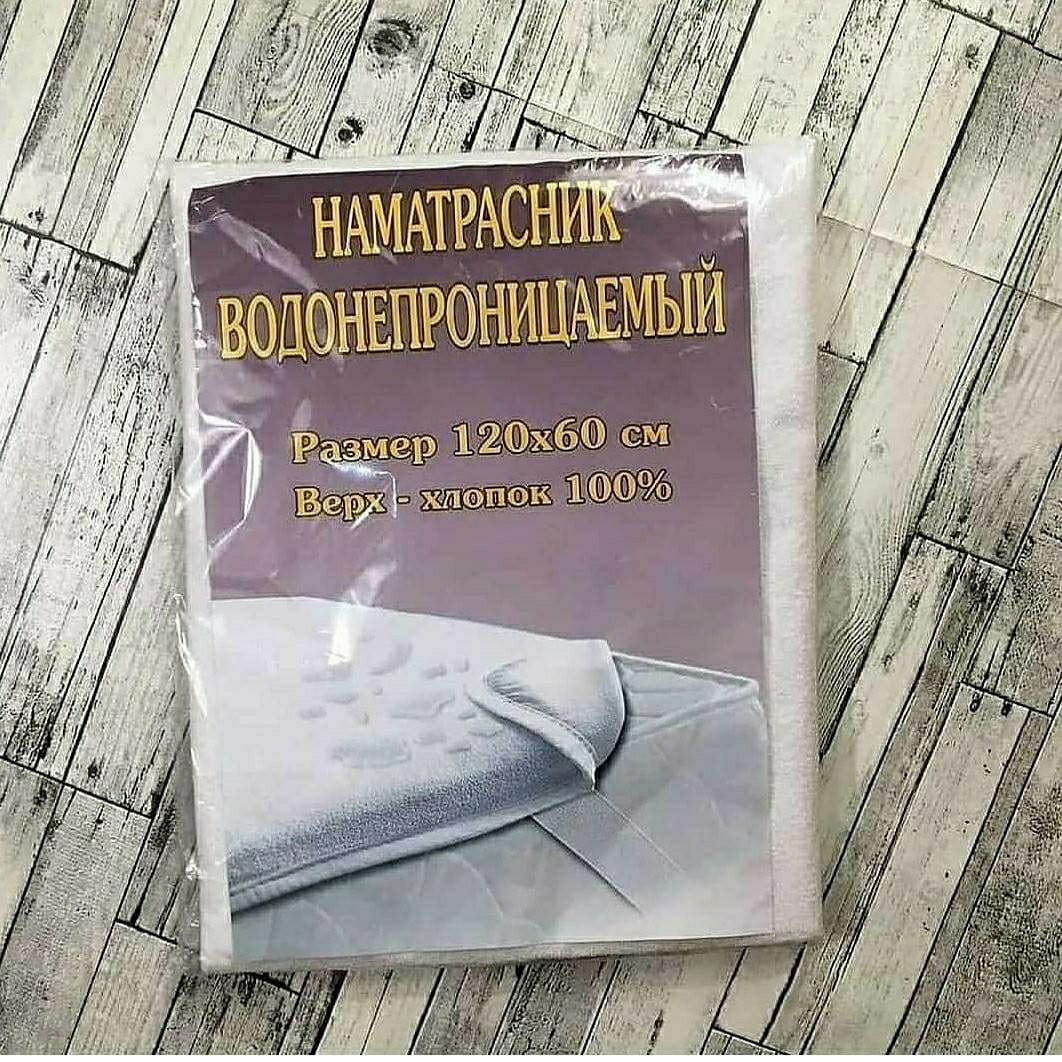 НАМАТРАСНИК
ВОДОНЕПРОНИЦАЕМЫЙ
Размер 120х60 см
Верх - хлопок 100%